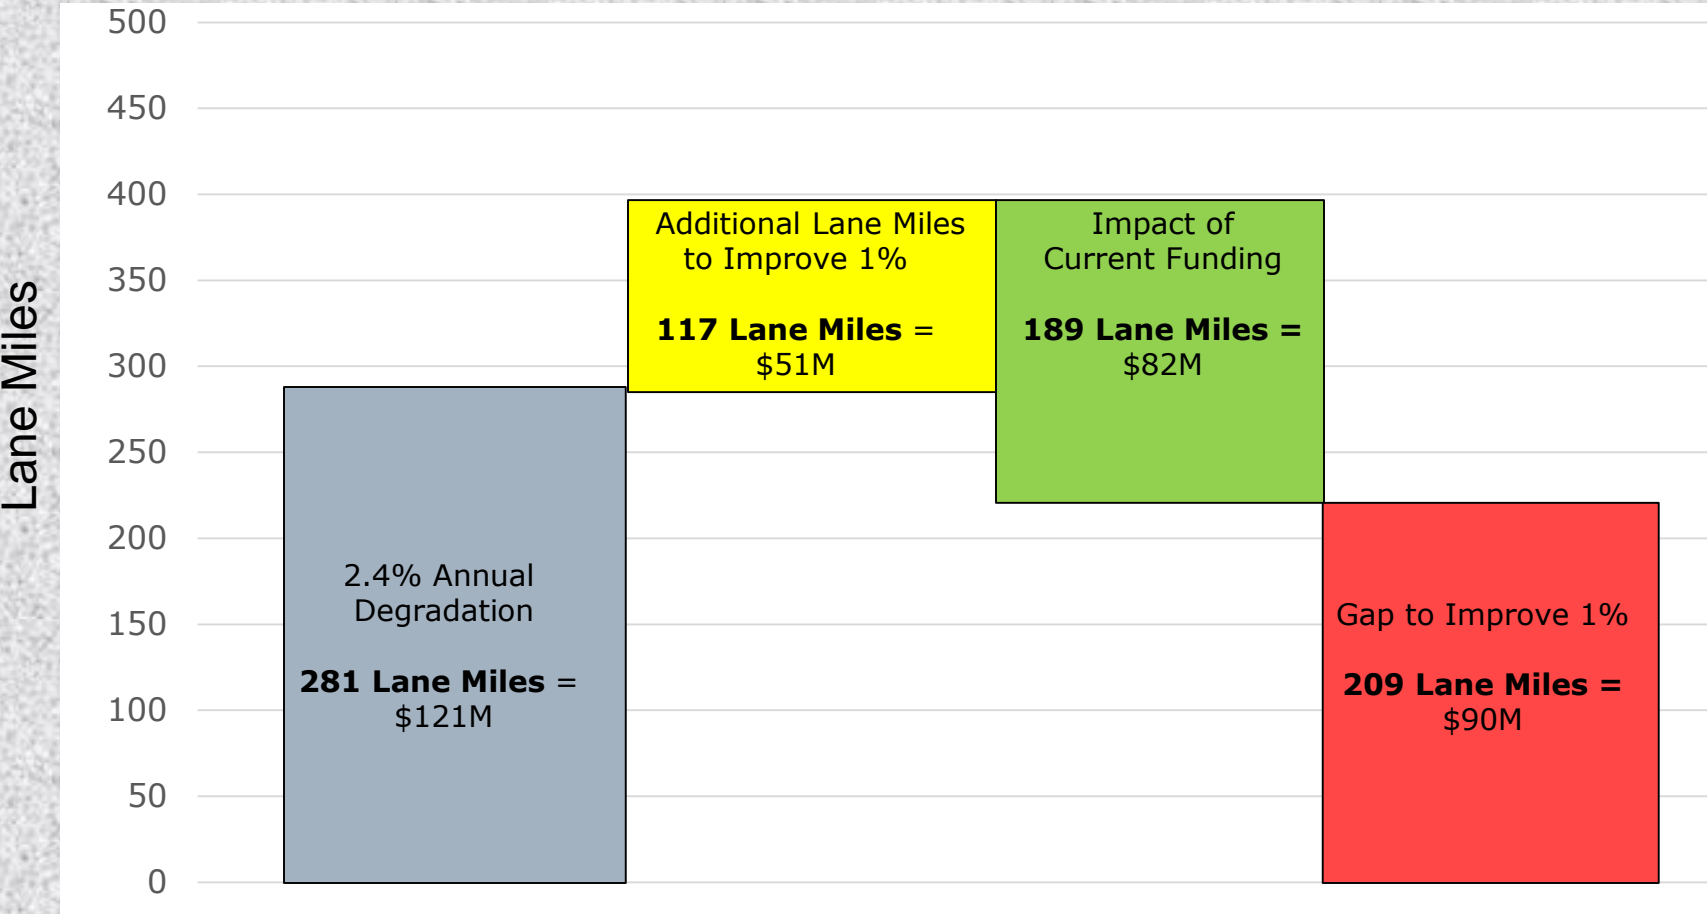 Lane Miles
500
450
400
350
300
250
200
150
100
50
0
2.4% Annual
Degradation
281 Lane Miles =
$121M
Additional Lane Miles
to Improve 1%
117 Lane Miles =
$51M
Impact of
Current Funding
189 Lane Miles =
$82M
Gap to Improve 1%
209 Lane Miles =
$90M